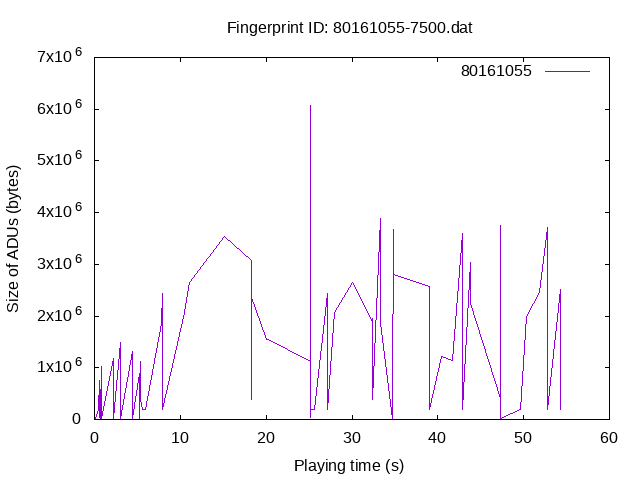 Fingerprint ID: 80161055-7500.dat
80161055
Size of ADUs (bytes)
7x10^6
6x10^6
5x10^6
4x10^6
3x10^6
2x10^6
1x10^6
0
0 10 20 30 40 50 60
Playing time (s)